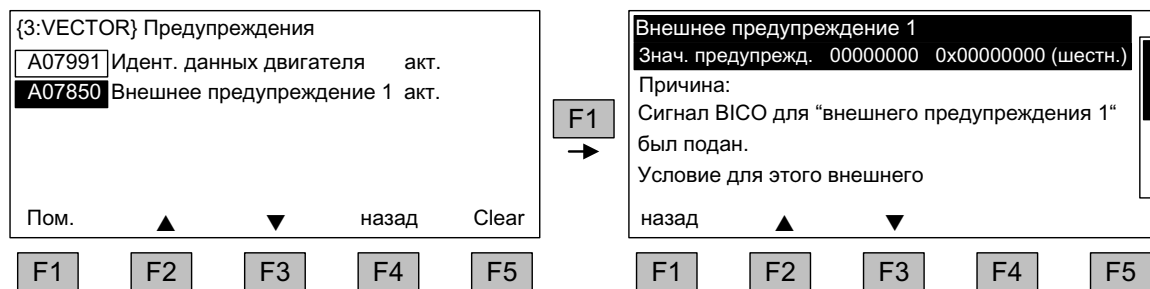 {3:VECTOR} Предупреждения
A07991 Идент. данных двигателя акт.
A07850 Внешнее предупреждение 1 акт.
Пом. ▲ ▼ назад Clear
F1 F2 F3 F4 F5
F1
Внешнее предупреждение 1
Знач. предупрежд. 00000000 0x00000000 (шестн.)
Причина:
Сигнал BICO для “внешнего предупреждения 1“
был подан.
Условие для этого внешнего
назад ▲ ▼
F1 F2 F3 F4 F5